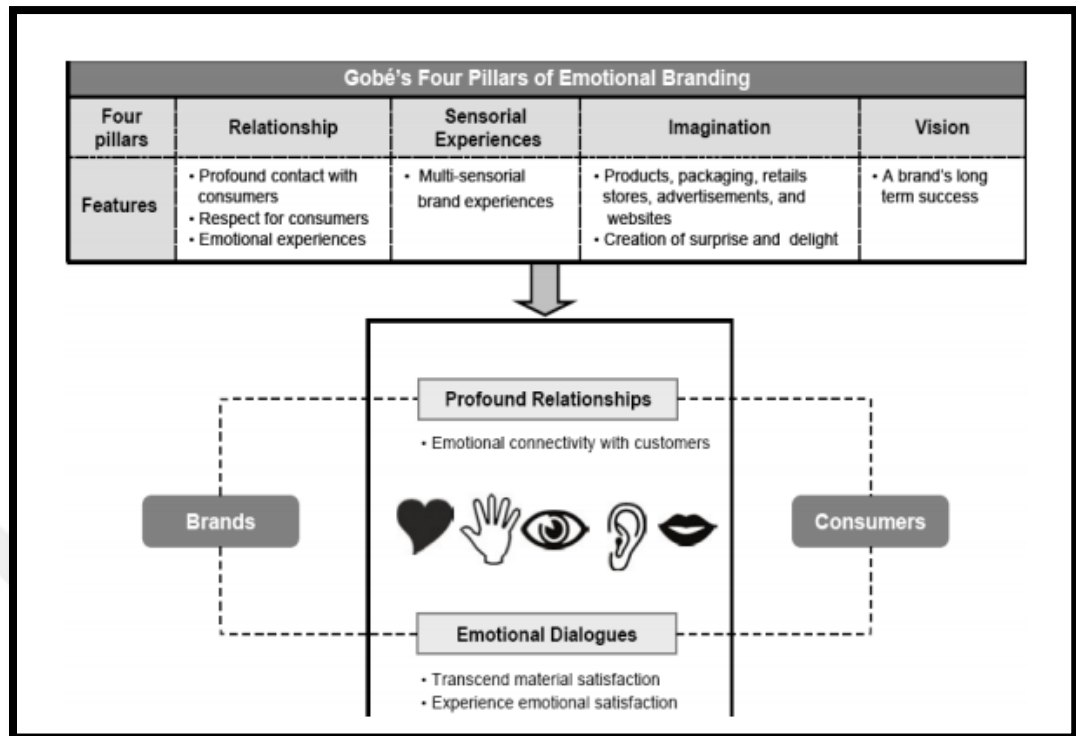 Gobé's Four Pillars of Emotional Branding
Four pillars
Relationship
Sensorial Experiences
Imagination
Vision
Features
• Profound contact with
consumers
• Respect for consumers
• Emotional experiences
• Multi-sensorial
brand experiences
• Products, packaging, retails
stores, advertisements, and
websites
• Creation of surprise and delight
• A brand's long
term success
Profound Relationships
• Emotional connectivity with customers
Brands
Consumers
Emotional Dialogues
• Transcend material satisfaction
• Experience emotional satisfaction